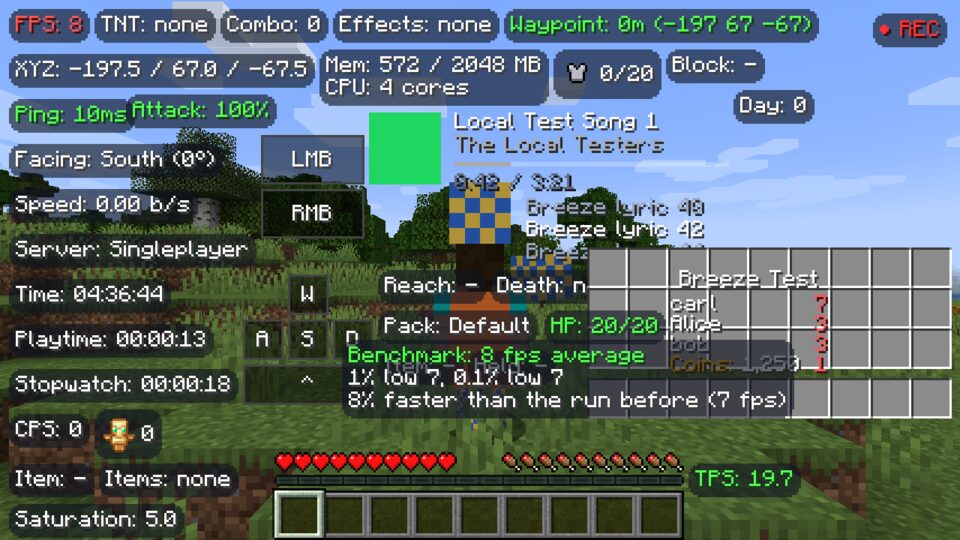 FPS: 8
TNT: none
Combo: 0
Effects: none
Waypoint: 0m (-197 67 -67)
● REC
XYZ: -197.5 / 67.0 / -67.5
Mem: 572 / 2048 MB
CPU: 4 cores
0/20
Block: -
Day: 0
Ping: 10ms
Attack: 100%
Local Test Song 1
The Local Testers
0:42 / 3:21
Facing: South (0°)
LMB
Speed: 0.00 b/s
RMB
Breeze lyric 40
Breeze lyric 42
Breeze lyric
Server: Singleplayer
Time: 04:36:44
W
Reach: -
Death: n
Breeze Test
carl 7
Alice 3
bob 3
Coins: 1,250 1
Playtime: 00:00:13
A
S
D
Pack: Default
HP: 20/20
Benchmark: 8 fps average
1% low 7, 0.1% low 7
8% faster than the run before (7 fps)
Stopwatch: 00:00:18
^
CPS: 0
0
Item: -
Items: none
TPS: 19.7
Saturation: 5.0